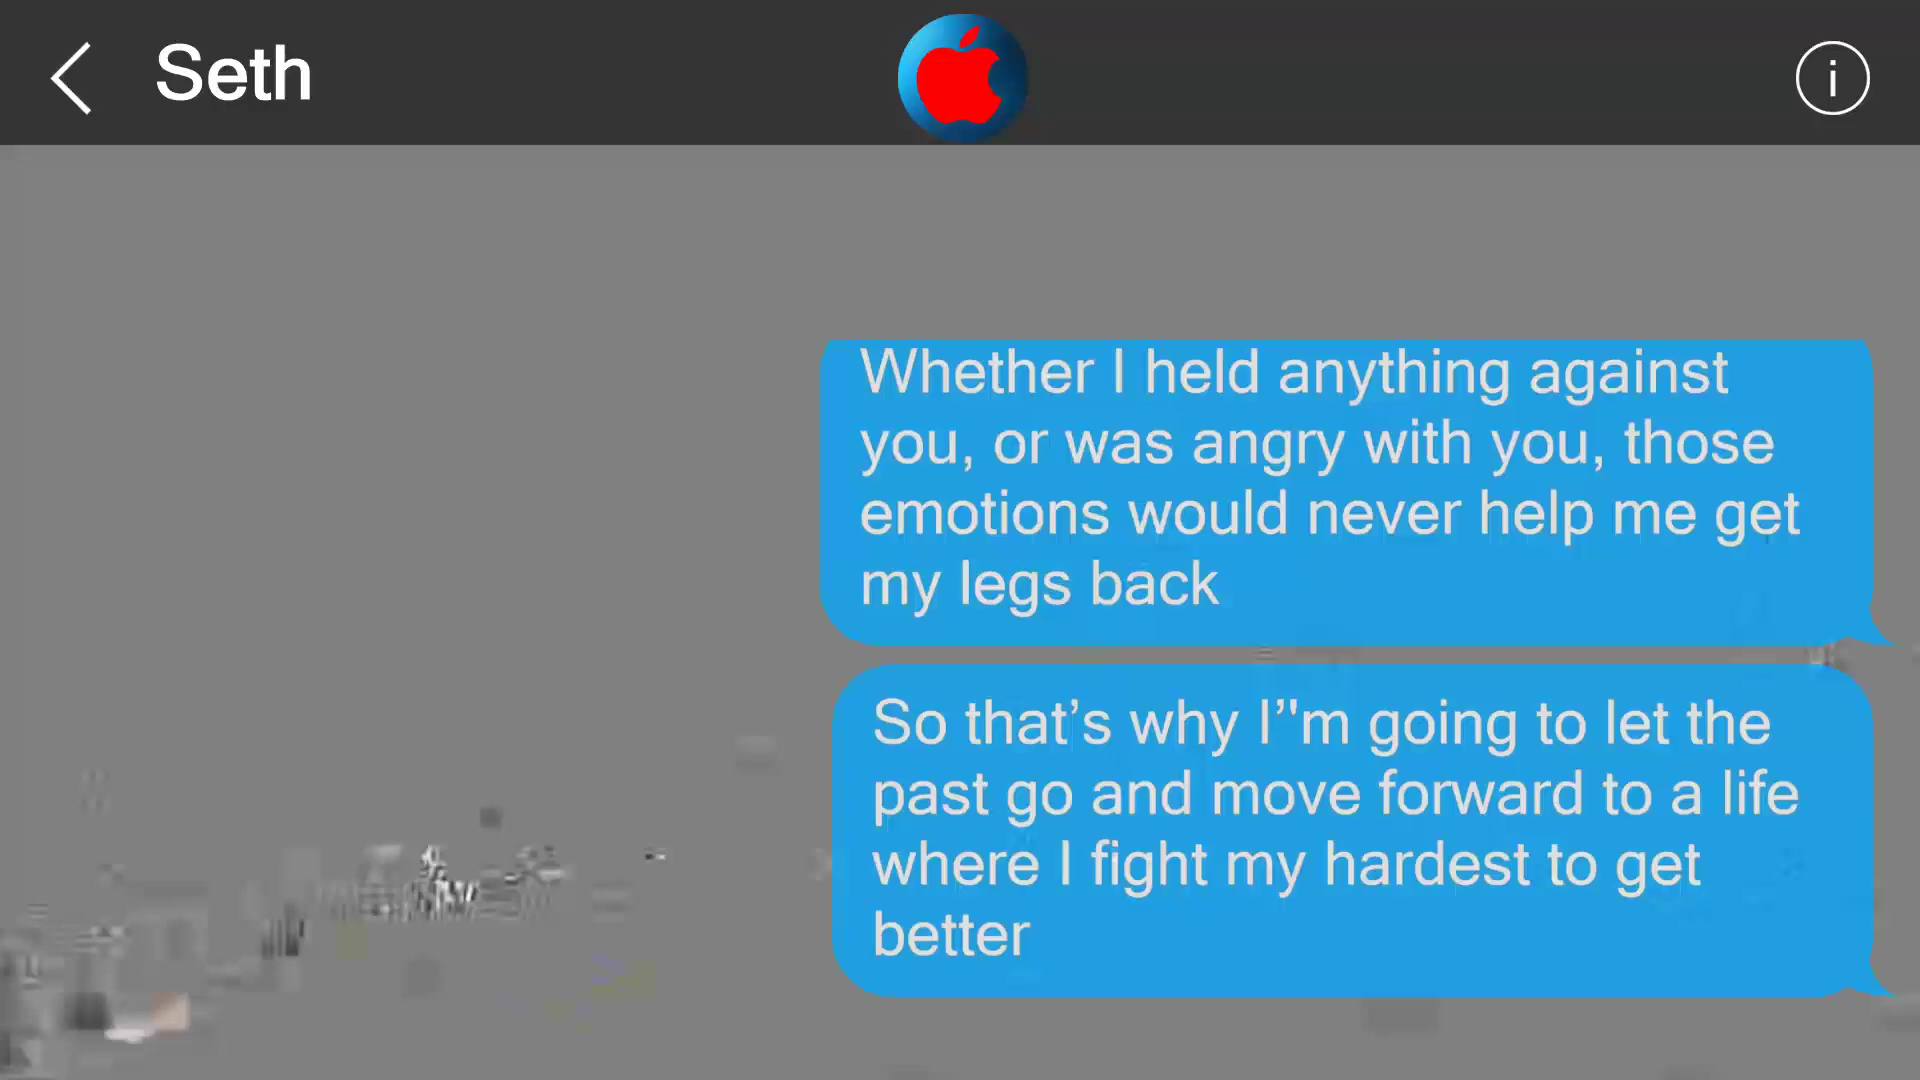 Seth
i
Whether I held anything against
you, or was angry with you, those
emotions would never help me get
my legs back
So that’s why I’"m going to let the
past go and move forward to a life
where I fight my hardest to get
better